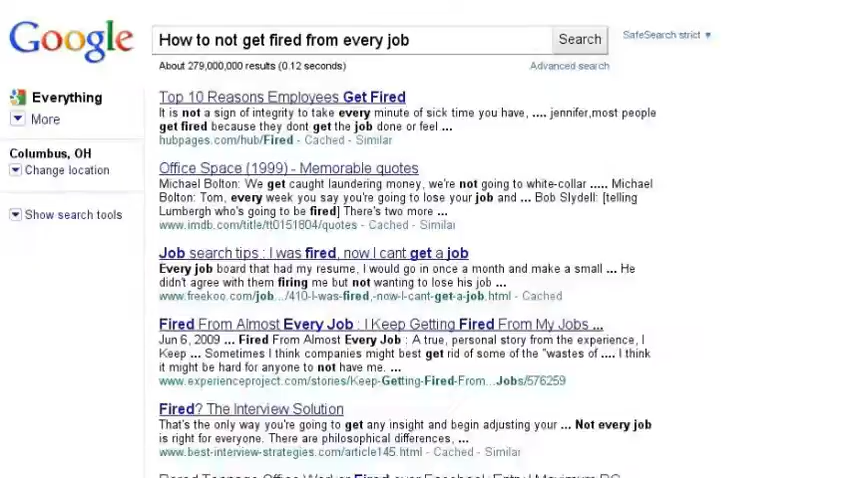 Google
How to not get fired from every job
Search
SafeSearch strict ▼
About 279,000,000 results (0.12 seconds)
Advanced search
Everything
More
Columbus, OH
Change location
Show search tools
Top 10 Reasons Employees Get Fired
It is not a sign of integrity to take every minute of sick time you have, .... jennifer,most people
get fired because they dont get the job done or feel ...
hubpages.com/hub/Fired - Cached - Similar
Office Space (1999) - Memorable quotes
Michael Bolton: We get caught laundering money, we're not going to white-collar ..... Michael
Bolton: Tom, every week you say you're going to lose your job and ... Bob Slydell: [telling
Lumbergh who's going to be fired] There's two more ...
www.imdb.com/title/tt0151804/quotes - Cached - Similar
Job search tips : I was fired, now I cant get a job
Every job board that had my resume, I would go in once a month and make a small ... He
didn't agree with them firing me but not wanting to lose his job ...
www.freekoo.com/job.../410-I-was-fired,-now-I-cant-get-a-job.html - Cached
Fired From Almost Every Job : I Keep Getting Fired From My Jobs ...
Jun 6, 2009 ... Fired From Almost Every Job : A true, personal story from the experience, I
Keep ... Sometimes I think companies might best get rid of some of the "wastes of .... I think
it might be hard for anyone to not have me. ...
www.experienceproject.com/stories/Keep-Getting-Fired-From...Jobs/576259
Fired? The Interview Solution
That's the only way you're going to get any insight and begin adjusting your ... Not every job
is right for everyone. There are philosophical differences, ...
www.best-interview-strategies.com/article145.html - Cached - Similar